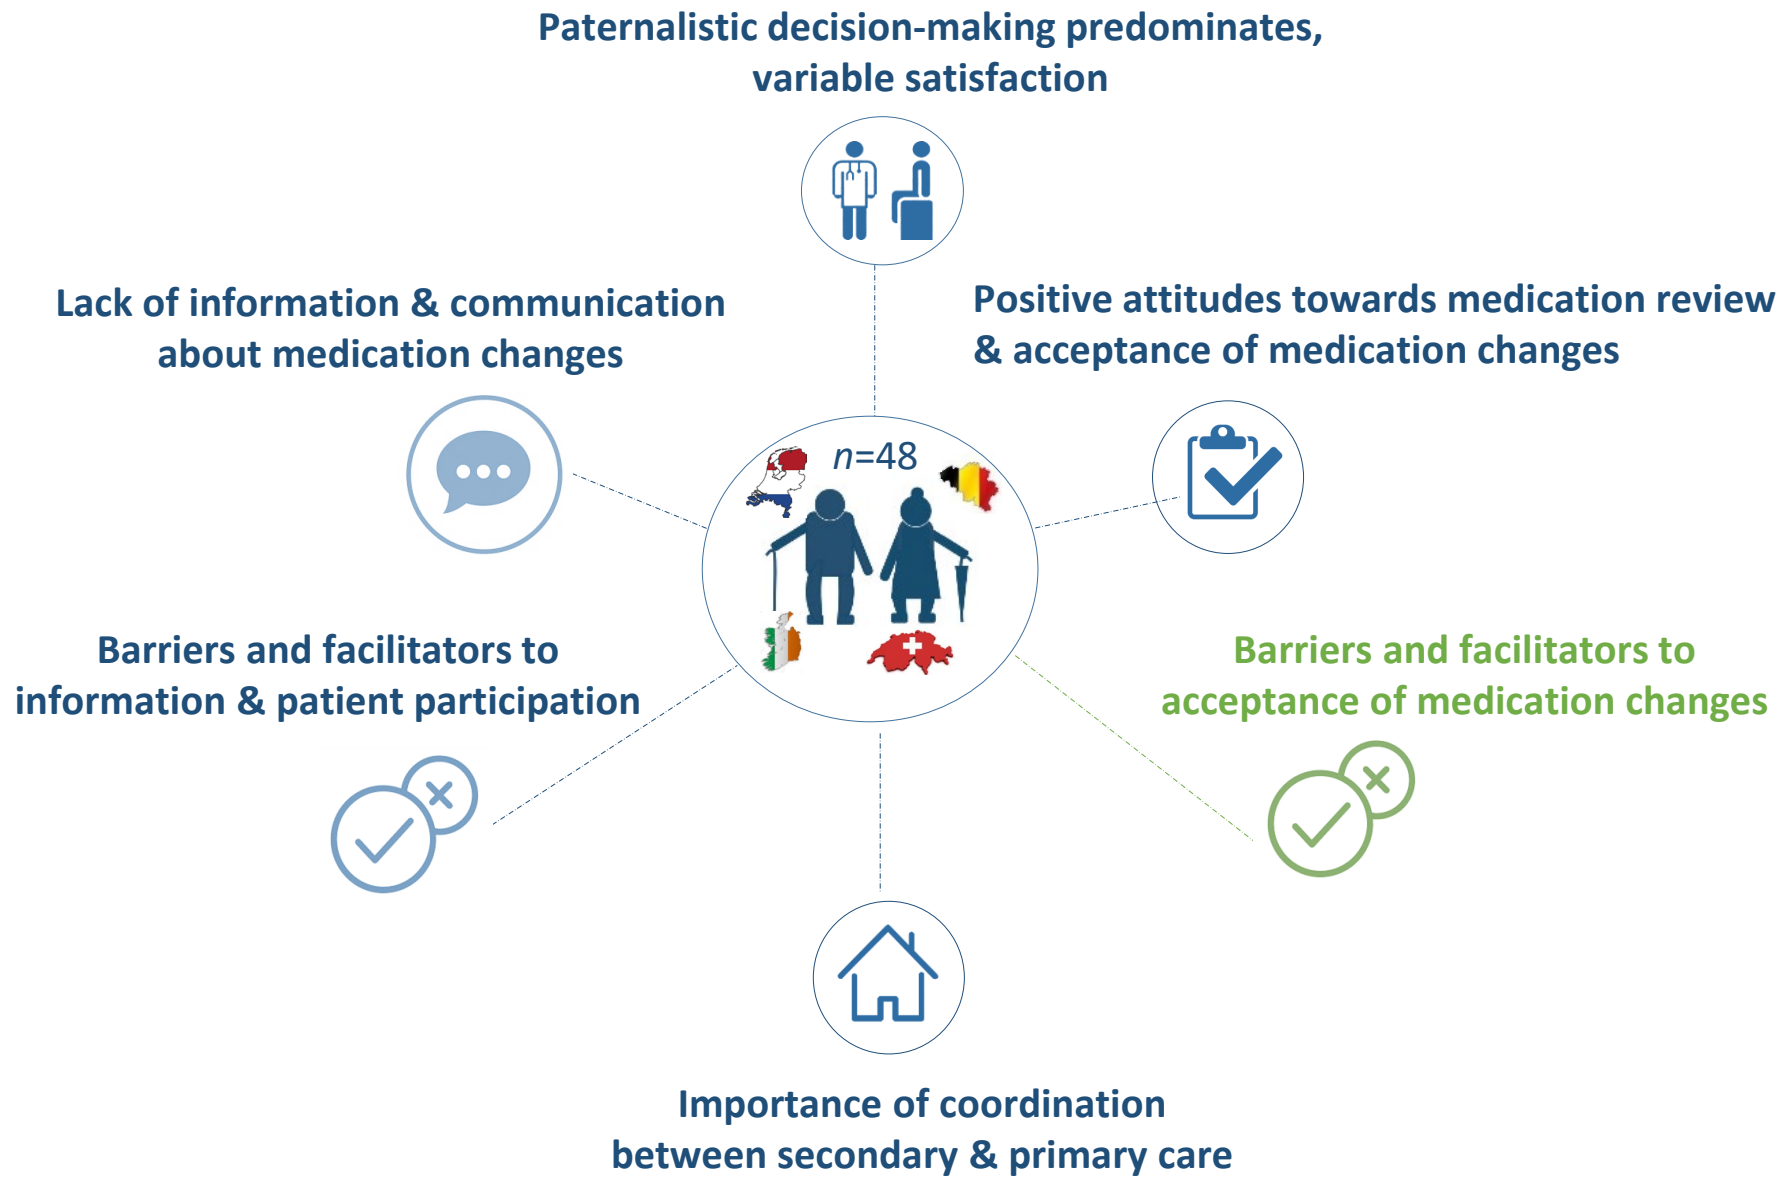 Paternalistic decision-making predominates,
variable satisfaction
Lack of information & communication
about medication changes
Positive attitudes towards medication review
& acceptance of medication changes
n=48
Barriers and facilitators to
information & patient participation
Barriers and facilitators to
acceptance of medication changes
Importance of coordination
between secondary & primary care